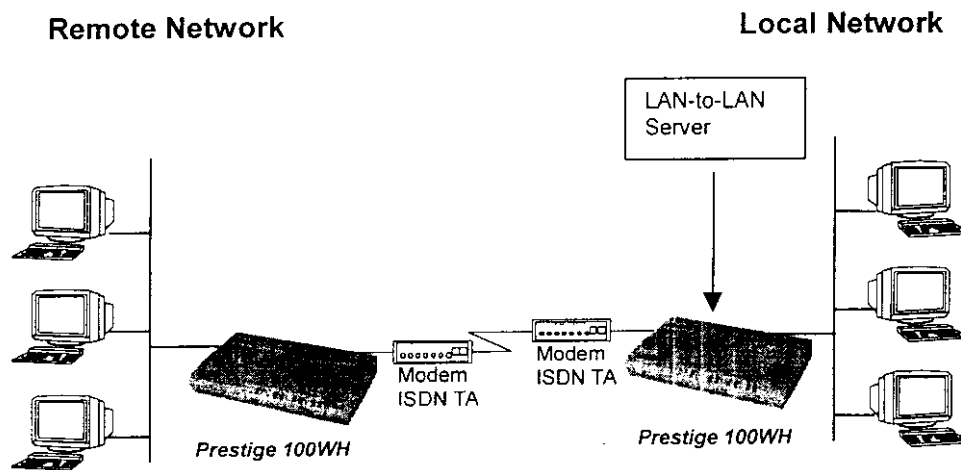 Remote Network
Local Network
LAN-to-LAN
Server
Modem
ISDN TA
Modem
ISDN TA
Prestige 100WH
Prestige 100WH